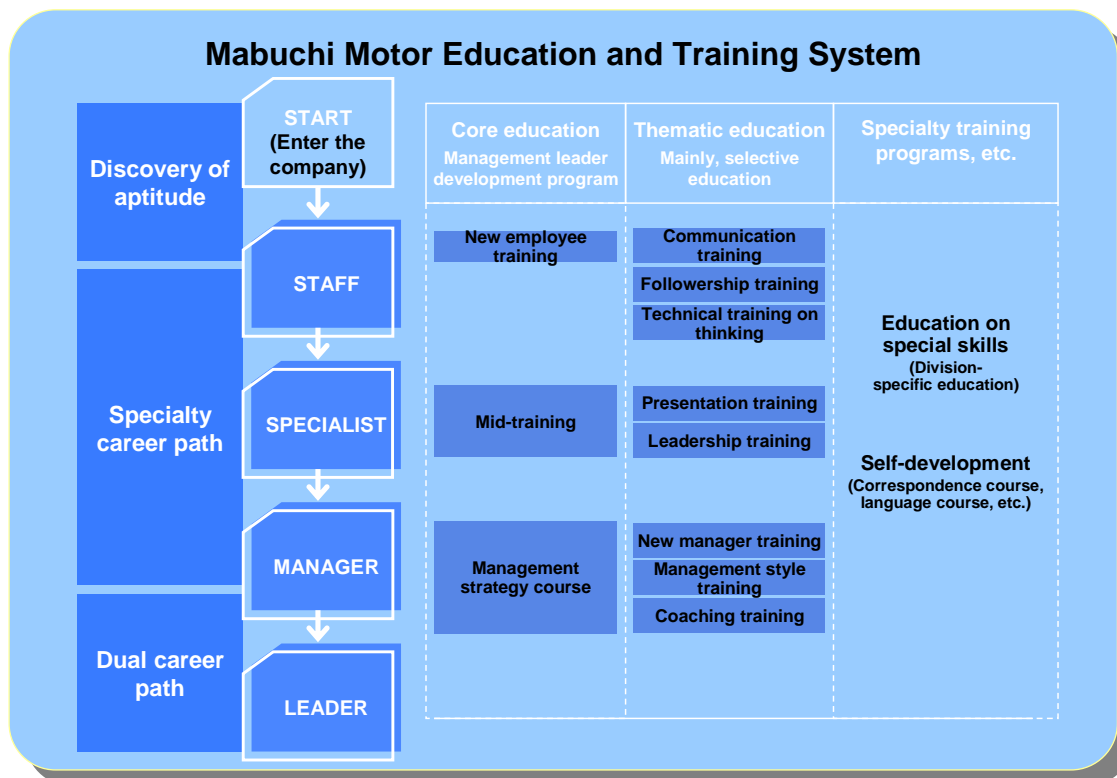 Mabuchi Motor Education and Training System
Discovery of
aptitude
Specialty
career path
Dual career
path
START
(Enter the
company)
STAFF
SPECIALIST
MANAGER
LEADER
Core education
Management leader
development program
New employee
training
Mid-training
Management
strategy course
Thematic education
Mainly, selective
education
Communication
training
Followership training
Technical training on
thinking
Presentation training
Leadership training
New manager training
Management style
training
Coaching training
Specialty training
programs, etc.
Education on
special skills
(Division-
specific education)
Self-development
(Correspondence course,
language course, etc.)